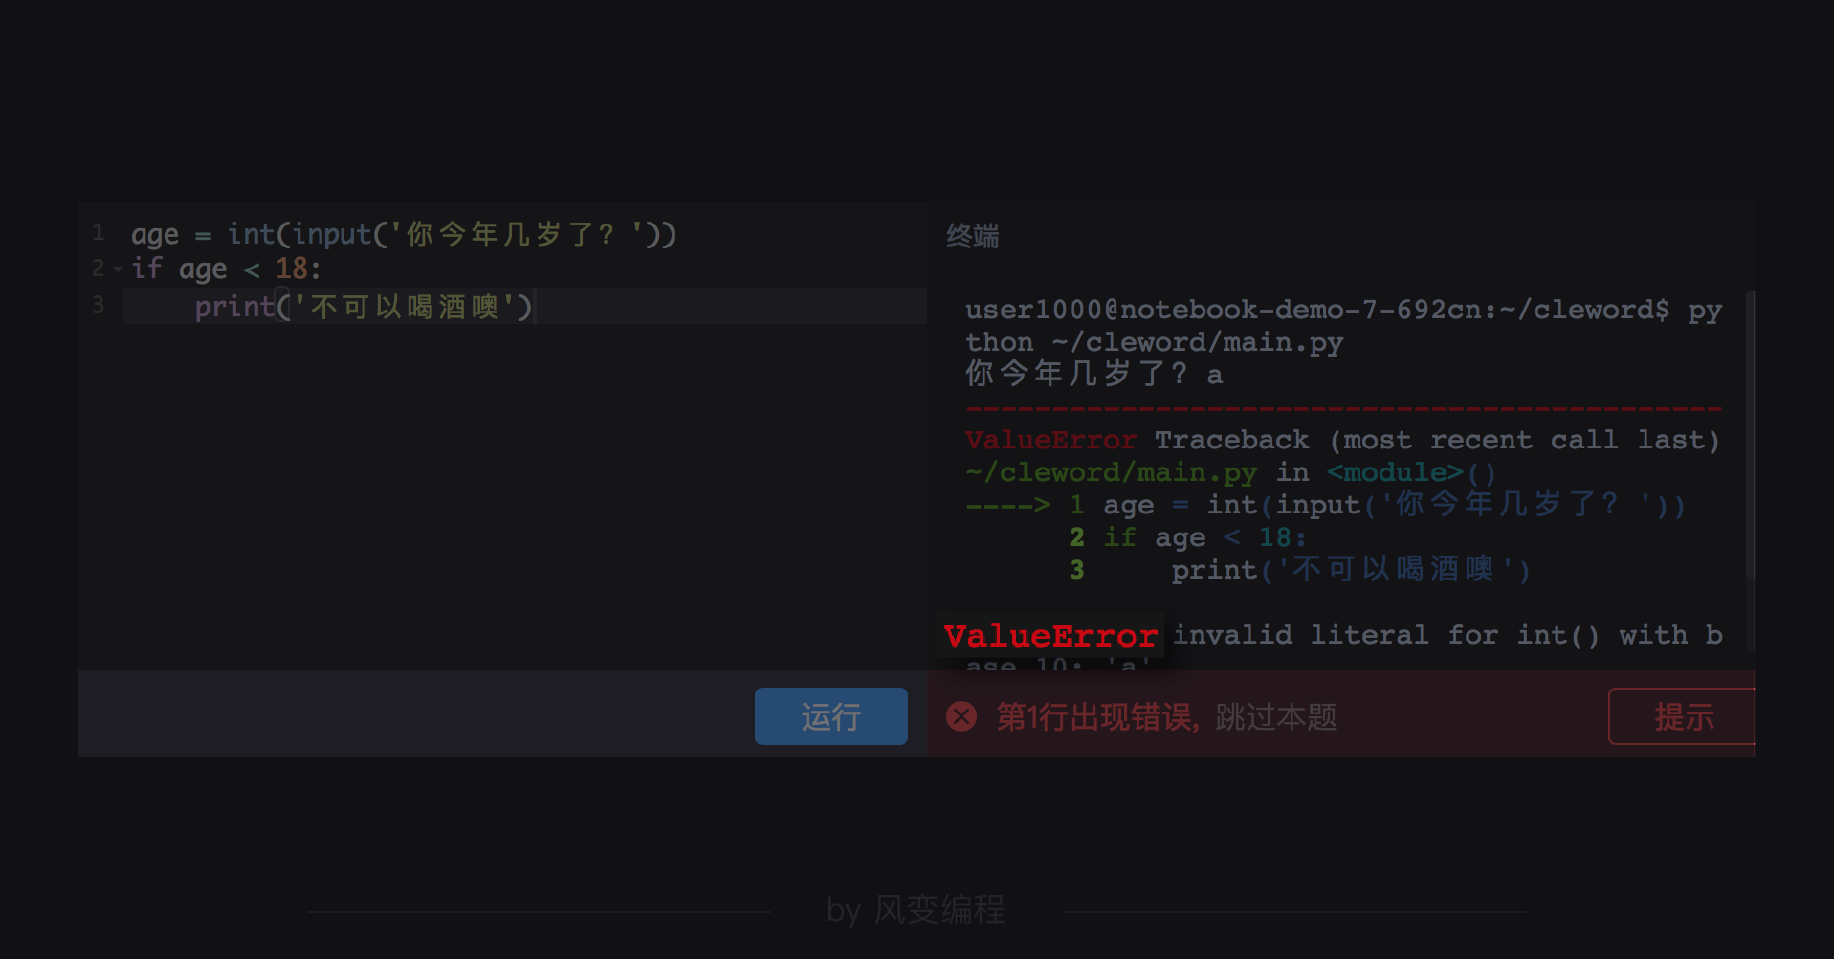 1 age = int(input('你今年几岁了？'))
2 if age < 18:
3     print('不可以喝酒噢')
运行
终端
user1000@notebook-demo-7-692cn:~/cleword$ py
thon ~/cleword/main.py
你今年几岁了？a
--------------------------------------------
ValueError Traceback (most recent call last)
~/cleword/main.py in <module>()
----> 1 age = int(input('你今年几岁了？'))
      2 if age < 18:
      3     print('不可以喝酒噢')
ValueError invalid literal for int() with b
ase 10: 'a'
第1行出现错误, 跳过本题
提示
by 风变编程